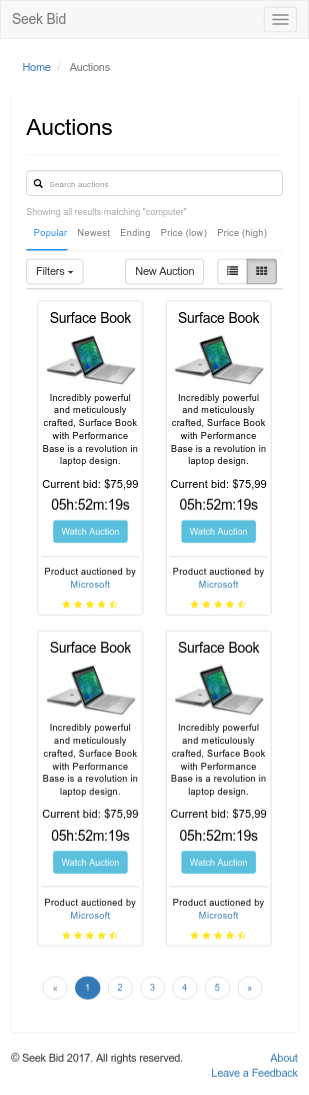 Seek Bid
Home / Auctions
Auctions
Search auctions
Showing all results matching "computer"
Popular Newest Ending Price (low) Price (high)
Filters New Auction
Surface Book
Incredibly powerful
and meticulously
crafted, Surface Book
with Performance
Base is a revolution in
laptop design.
Current bid: $75,99
05h:52m:19s
Watch Auction
Product auctioned by
Microsoft
Surface Book
Incredibly powerful
and meticulously
crafted, Surface Book
with Performance
Base is a revolution in
laptop design.
Current bid: $75,99
05h:52m:19s
Watch Auction
Product auctioned by
Microsoft
Surface Book
Incredibly powerful
and meticulously
crafted, Surface Book
with Performance
Base is a revolution in
laptop design.
Current bid: $75,99
05h:52m:19s
Watch Auction
Product auctioned by
Microsoft
Surface Book
Incredibly powerful
and meticulously
crafted, Surface Book
with Performance
Base is a revolution in
laptop design.
Current bid: $75,99
05h:52m:19s
Watch Auction
Product auctioned by
Microsoft
« 1 2 3 4 5 »
© Seek Bid 2017. All rights reserved. About
Leave a Feedback